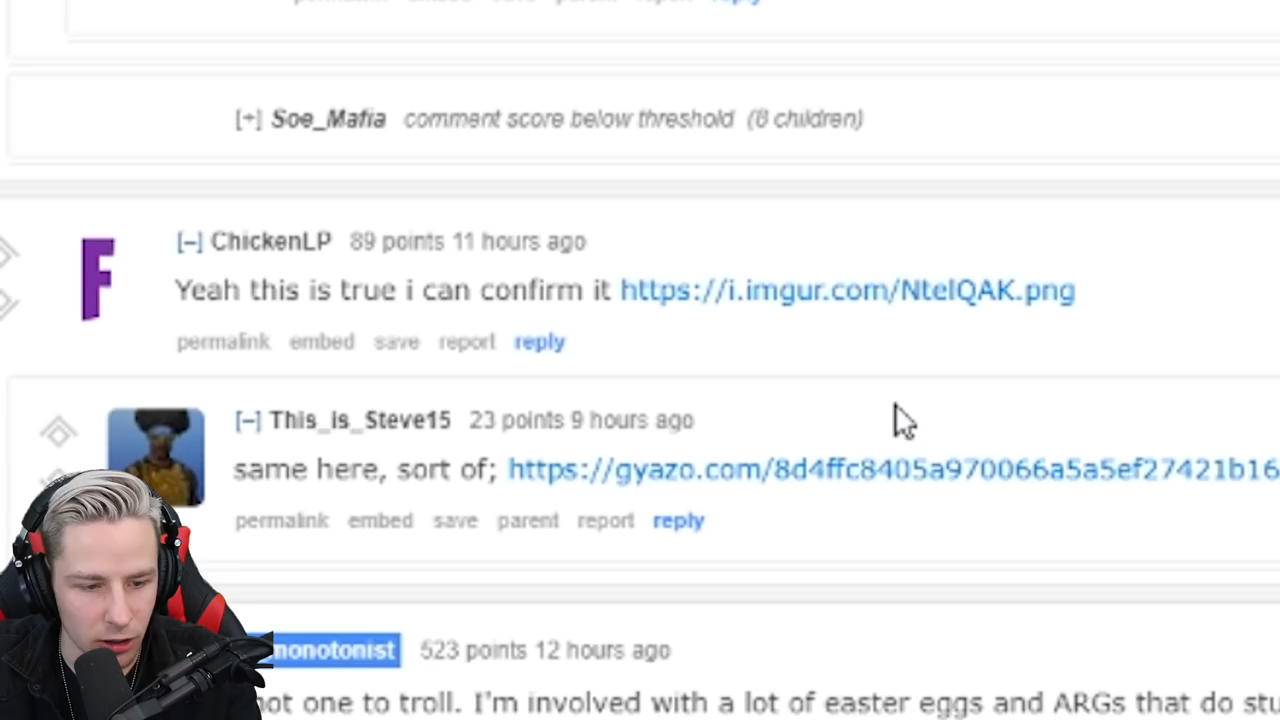 reply
[+] Soe_Mafia comment score below threshold (8 children)
F
[–] ChickenLP 89 points 11 hours ago
Yeah this is true i can confirm it https://i.imgur.com/NteIQAK.png
permalink embed save report reply
[–] This_is_Steve15 23 points 9 hours ago
same here, sort of; https://gyazo.com/8d4ffc8405a970066a5a5ef27421b16
permalink embed save parent report reply
monotonist 523 points 12 hours ago
not one to troll. I'm involved with a lot of easter eggs and ARGs that do stu